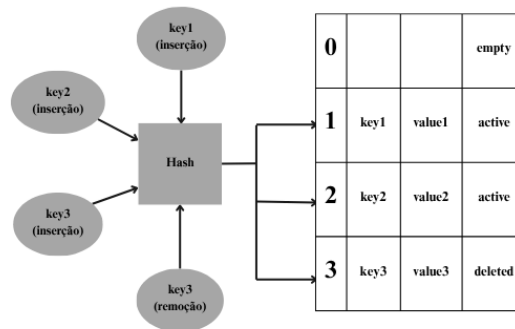 key1
(inserção)
key2
(inserção)
key3
(inserção)
key3
(remoção)
Hash
0 empty
1 key1 value1 active
2 key2 value2 active
3 key3 value3 deleted